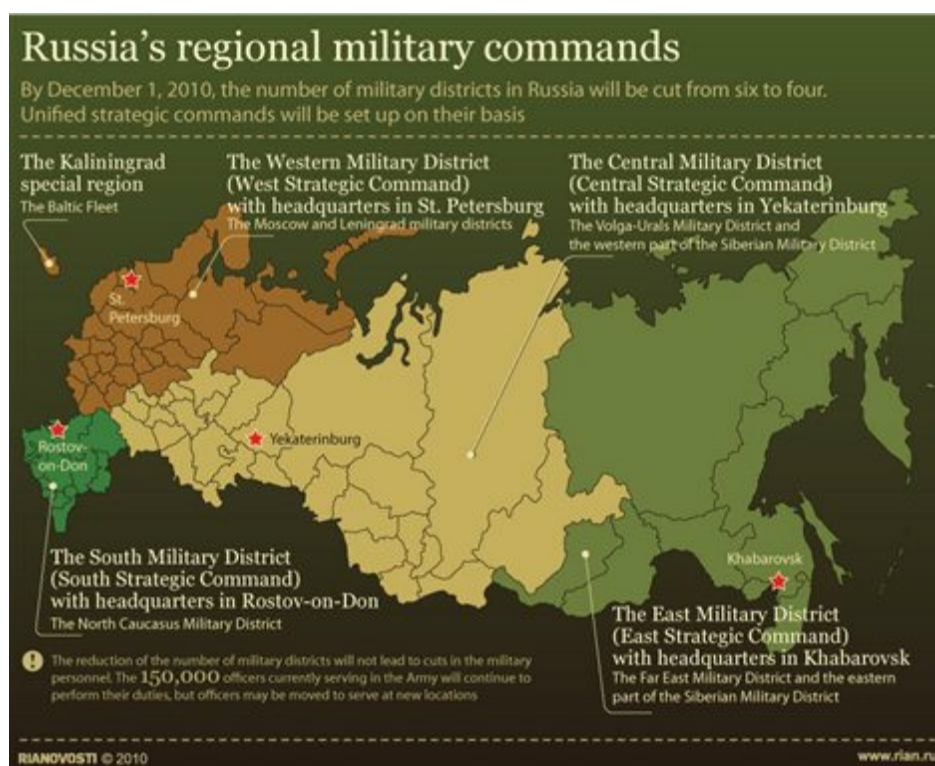 Russia's regional military commands
By December 1, 2010, the number of military districts in Russia will be cut from six to four.
Unified strategic commands will be set up on their basis
The Kaliningrad
special region
The Baltic Fleet
The Western Military District
(West Strategic Command)
with headquarters in St. Petersburg
The Moscow and Leningrad military districts
The Central Military District
(Central Strategic Command)
with headquarters in Yekaterinburg
The Volga-Urals Military District and
the western part of the Siberian Military District
St.
Petersburg
Rostov-
on-Don
Yekaterinburg
Khabarovsk
The South Military District
(South Strategic Command)
with headquarters in Rostov-on-Don
The North Caucasus Military District
The East Military District
(East Strategic Command)
with headquarters in Khabarovsk
The Far East Military District and the eastern
part of the Siberian Military District
! The reduction of the number of military districts will not lead to cuts in the military
personnel. The 150,000 officers currently serving in the Army will continue to
perform their duties, but officers may be moved to serve at new locations
RIANOVOSTI © 2010
www.rian.ru